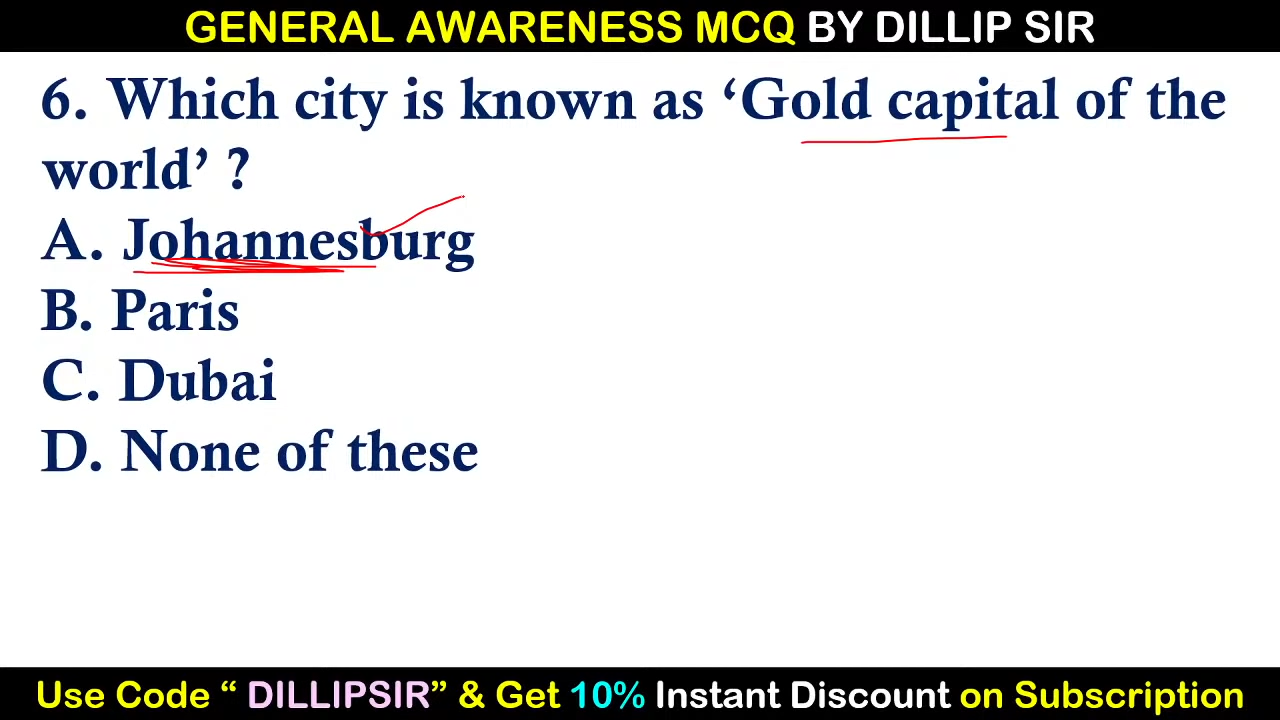 GENERAL AWARENESS MCQ BY DILLIP SIR
6. Which city is known as ‘Gold capital of the
world’ ?
A. Johannesburg
B. Paris
C. Dubai
D. None of these
Use Code “ DILLIPSIR” & Get 10% Instant Discount on Subscription